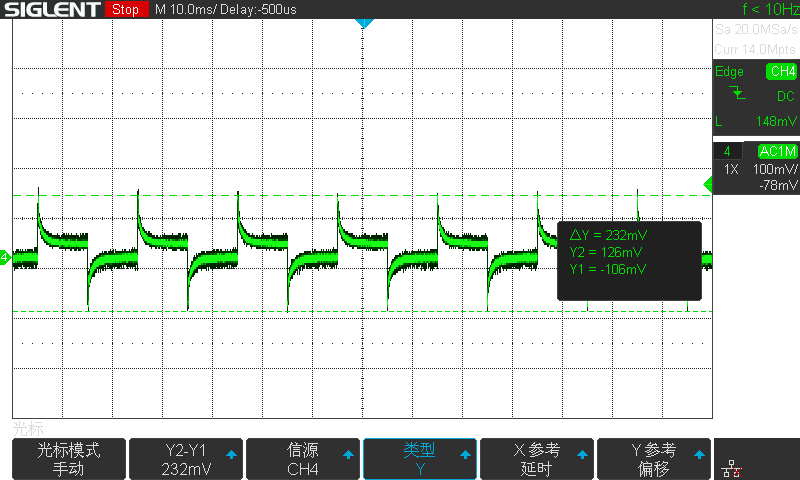 SIGLENT Stop M 10.0ms/ Delay:-500us f < 10Hz
Sa 20.0MSa/s
Curr 14.0Mpts
Edge CH4
DC
L 148mV
4 AC1M
1X 100mV/
-78mV
4
ΔY = 232mV
Y2 = 126mV
Y1 = -106mV
光标
光标模式
手动
Y2-Y1
232mV
信源
CH4
类型
Y
X 参考
延时
Y 参考
偏移